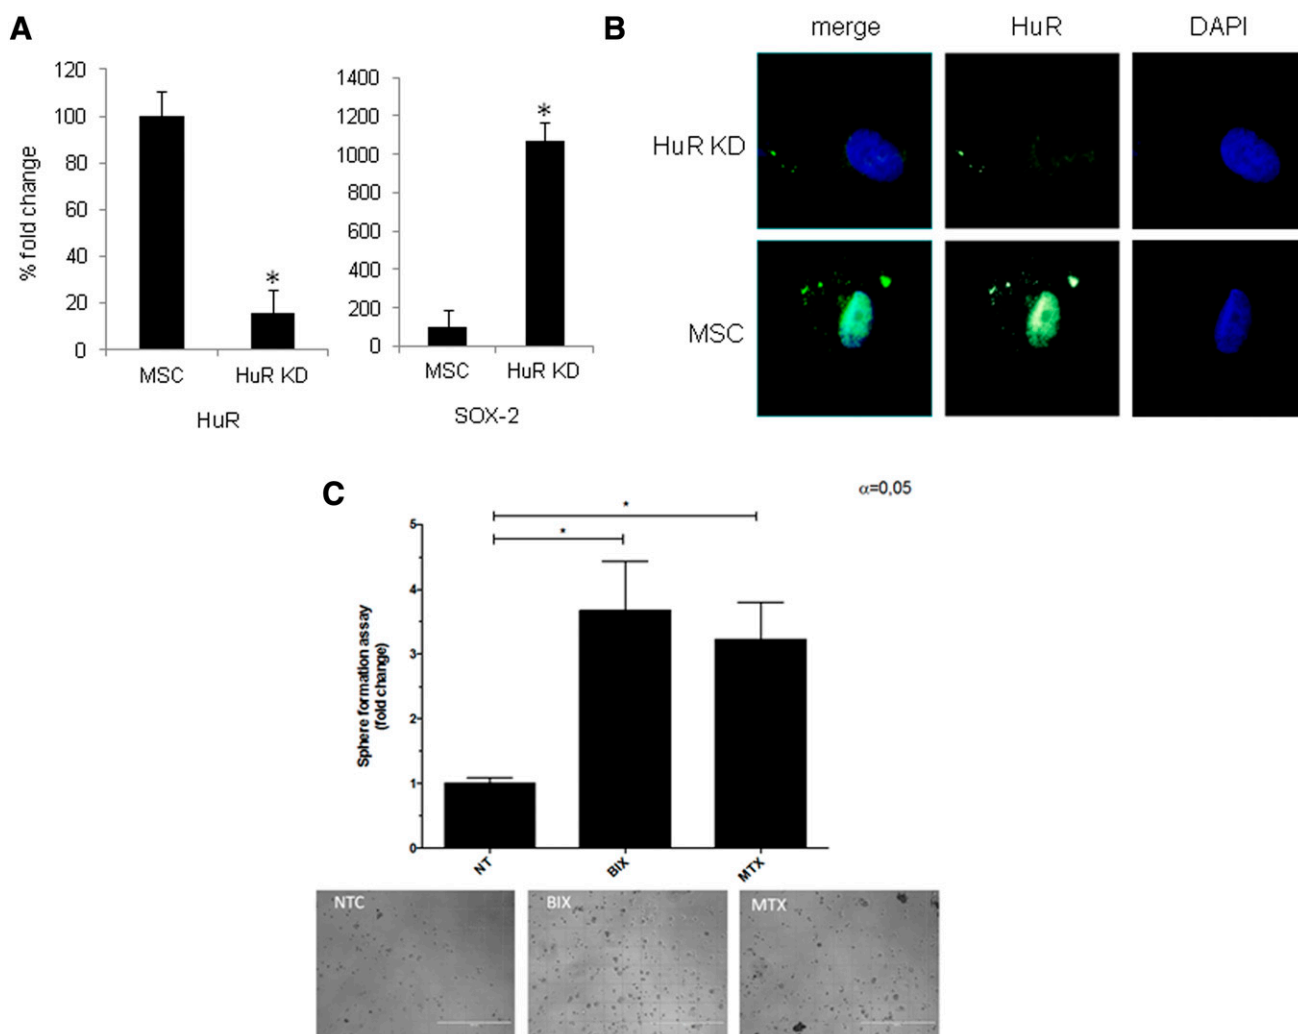 A
% fold change
120
100
80
60
40
20
0
MSC
HuR KD
HuR
1400
1200
1000
800
600
400
200
0
*
*
MSC
HuR KD
SOX-2
B
merge
HuR
DAPI
HuR KD
MSC
C
α=0,05
*
*
Sphere formation assay
(fold change)
5
4
3
2
1
0
NT
BIX
MTX
NTC
BIX
MTX